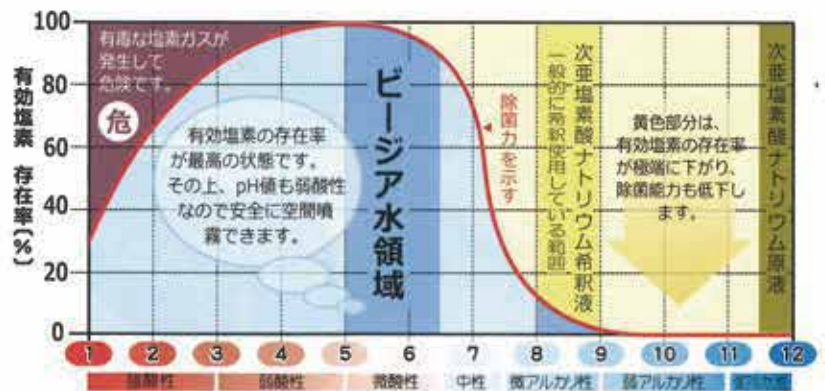 有効塩素 存在率[%]
100
80
60
40
20
0
有毒な塩素ガスが
発生して
危険です。
危
有効塩素の存在率
が最高の状態です。
その上、pH値も弱酸性
なので安全に空間噴
霧できます。
ビージア水領域
除菌力を示す
一般的に希釈使用している範囲
次亜塩素酸ナトリウム希釈液
黄色部分は、
有効塩素の存在率
が極端に下がり、
除菌能力も低下し
ます。
次亜塩素酸ナトリウム原液
1 2 3 4 5 6 7 8 9 10 11 12
強酸性 弱酸性 微酸性 中性 微アルカリ性 弱アルカリ性